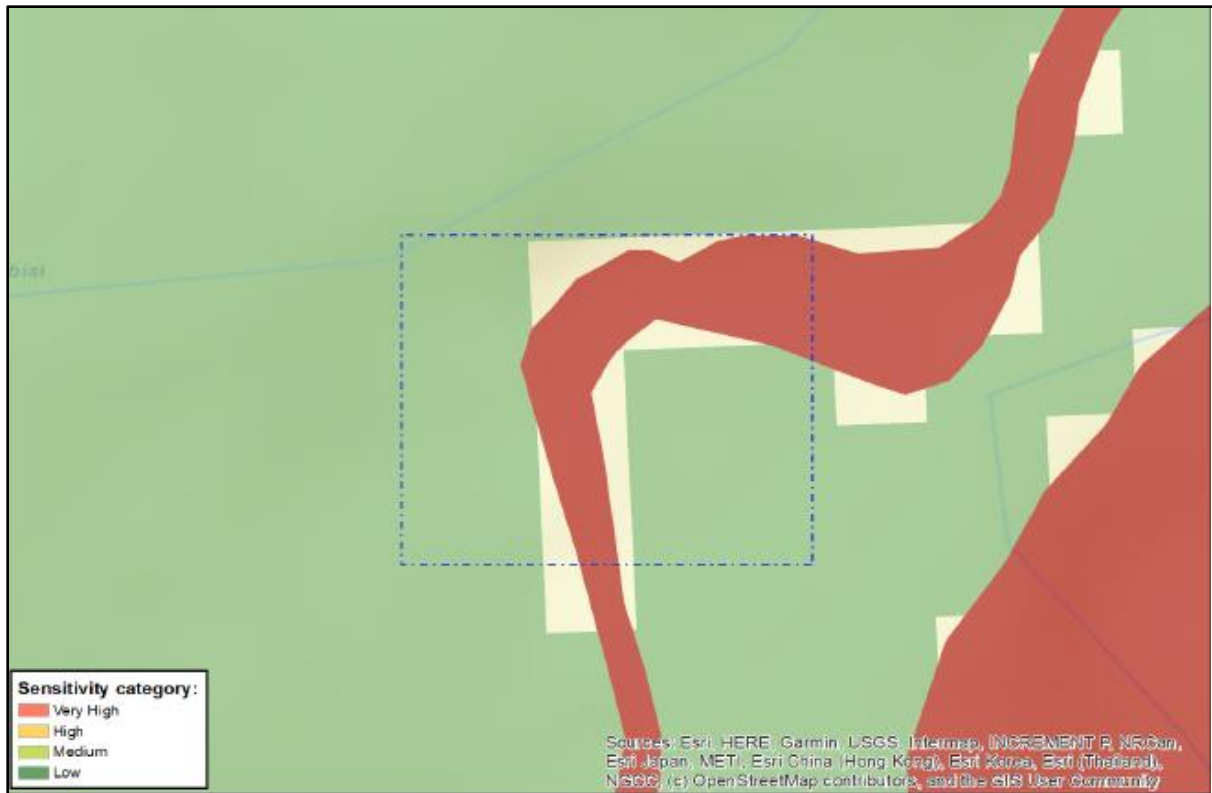 bisi
Sensitivity category:
Very High
High
Medium
Low
Sources: Esri, HERE, Garmin, USGS, Intermap, INCREMENT P, NRCan,
Esri Japan, METI, Esri China (Hong Kong), Esri Korea, Esri (Thailand),
NGCC, (c) OpenStreetMap contributors, and the GIS User Community